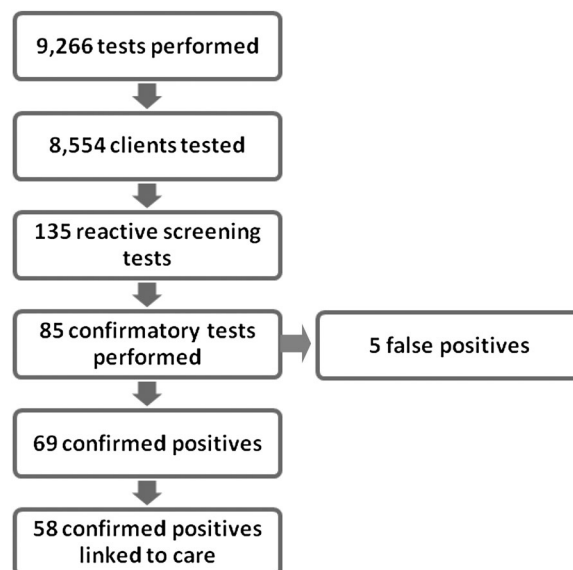 9,266 tests performed
8,554 clients tested
135 reactive screening
tests
85 confirmatory tests
performed
5 false positives
69 confirmed positives
58 confirmed positives
linked to care